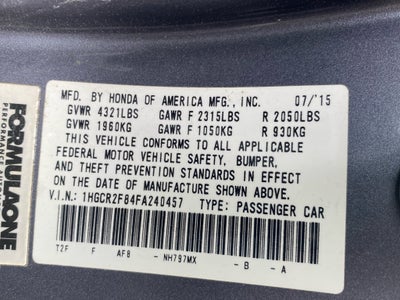 MFD. BY HONDA OF AMERICA MFG., INC. 07/'15
GVWR 4321LBS GAWR F 2315LBS R 2050LBS
GVWR 1960KG GAWR F 1050KG R 930KG
THIS VEHICLE CONFORMS TO ALL APPLICABLE
FEDERAL MOTOR VEHICLE SAFETY, BUMPER,
AND THEFT PREVENTION STANDARDS IN EFFECT
ON THE DATE OF MANUFACTURE SHOWN ABOVE.
V.I.N.: 1HGCR2F84FA240457 TYPE: PASSENGER CAR
T2F F AF8 - NH797MX - B - A
FORMULAONE
PERFORMANCE